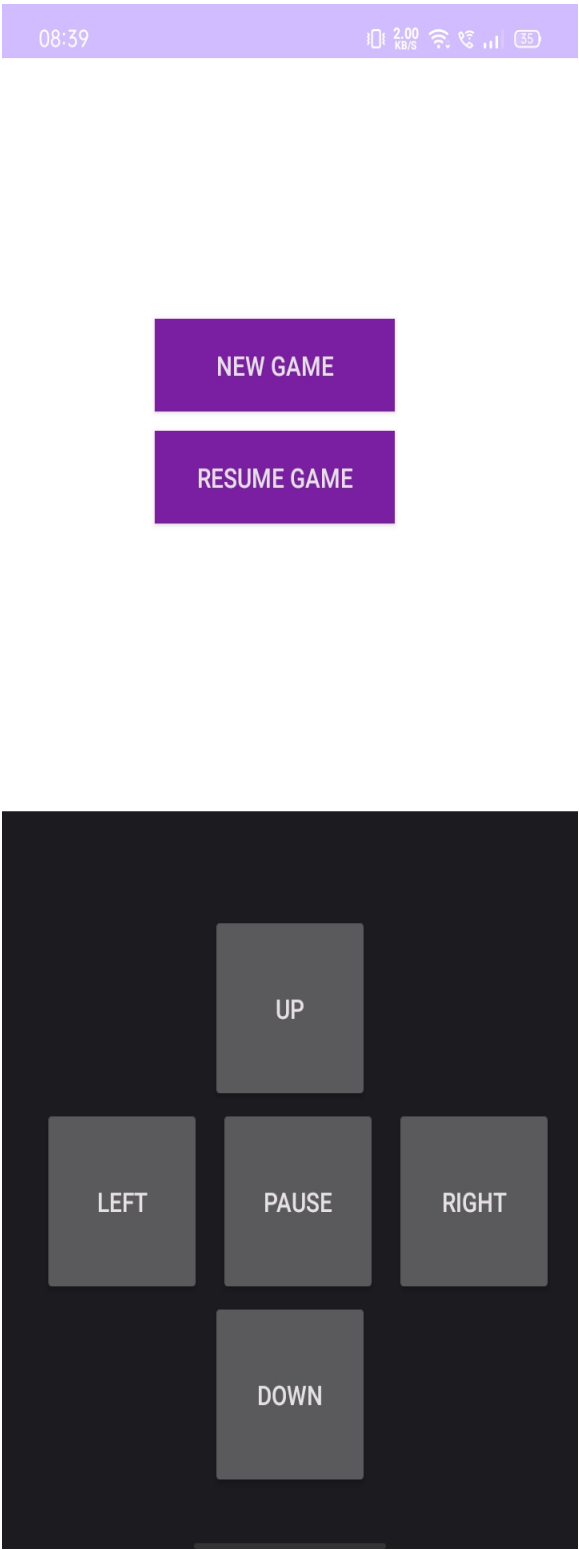 08:39 2.00 KB/S 35
NEW GAME
RESUME GAME
UP
LEFT PAUSE RIGHT
DOWN